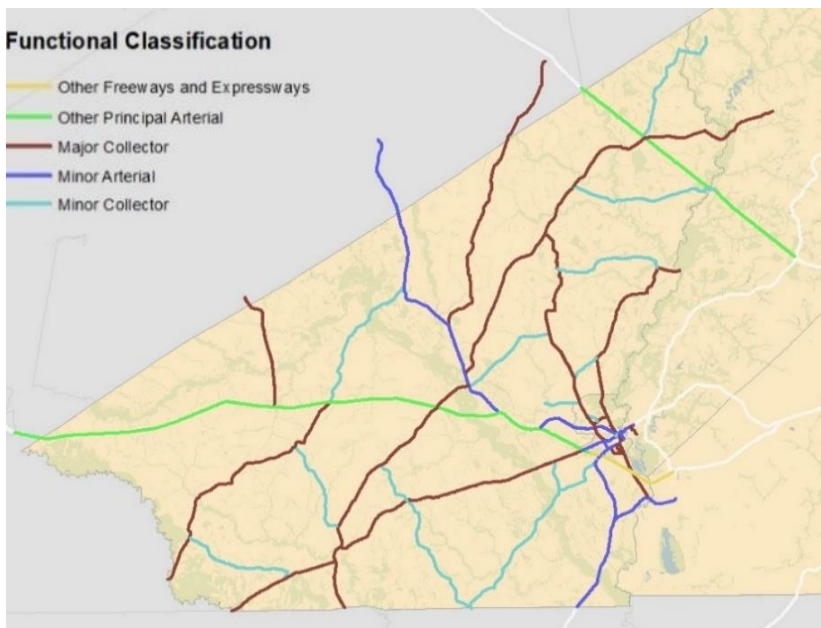 Functional Classification
Other Freeways and Expressways
Other Principal Arterial
Major Collector
Minor Arterial
Minor Collector